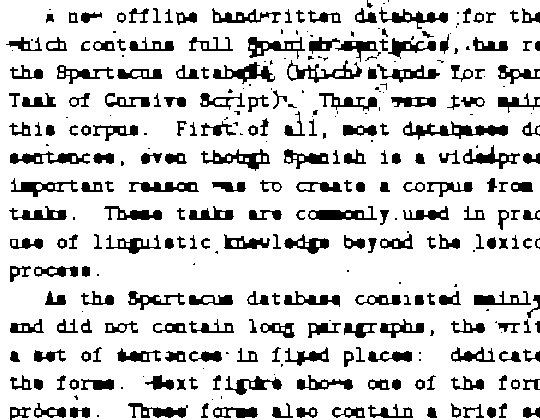 A new offline handwritten database for the
which contains full Spanish sentences, has re
the Spartacus database (which stands for Span
Task of Cursive Script). There were two main
this corpus. First of all, most databases do
sentences, even though Spanish is a widespre
important reason was to create a corpus from
tasks. These tasks are commonly used in prac
use of linguistic knowledge beyond the lexico
process.
As the Spartacus database consisted mainly
and did not contain long paragraphs, the writ
a set of sentences in fixed places: dedicate
the forms. Next figure shows one of the form
process. These forms also contain a brief se